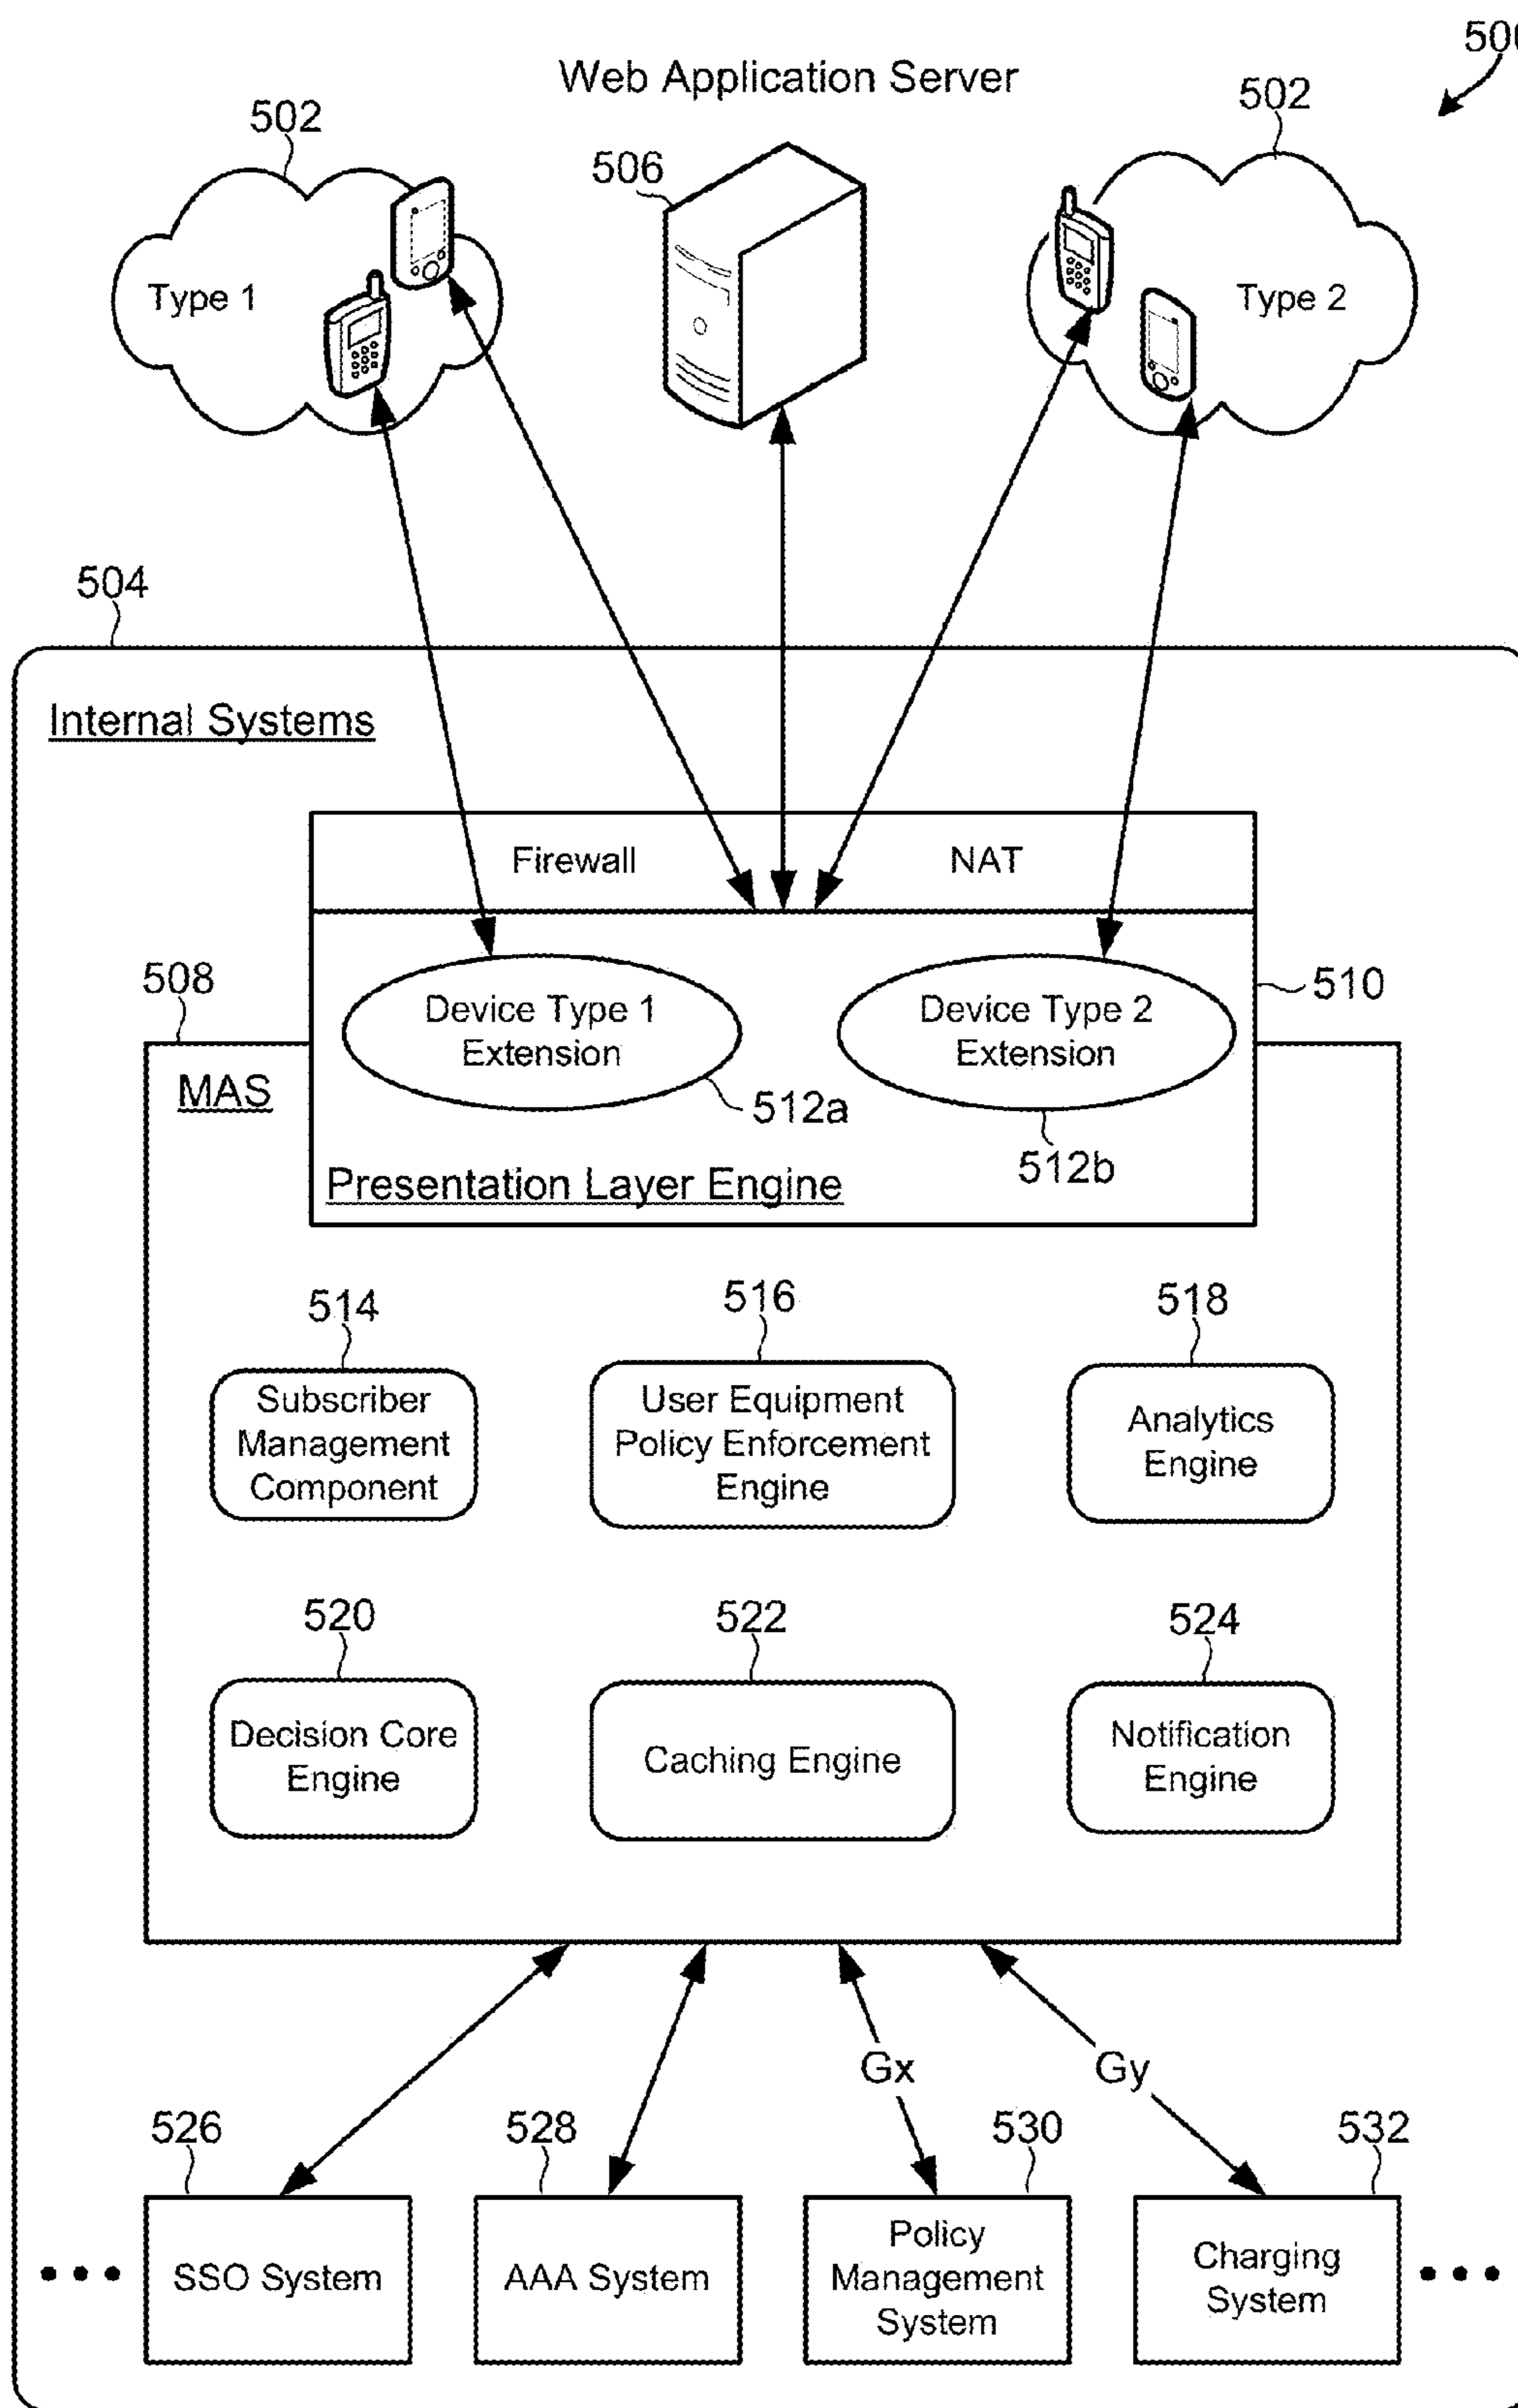 500
Web Application Server
502
506
502
Type 1
Type 2
504
Internal Systems
Firewall
NAT
508
510
Device Type 1
Extension
Device Type 2
Extension
MAS
512a
512b
Presentation Layer Engine
514
516
518
Subscriber
Management
Component
User Equipment
Policy Enforcement
Engine
Analytics
Engine
520
522
524
Decision Core
Engine
Caching Engine
Notification
Engine
Gx
Gy
526
528
530
532
SSO System
AAA System
Policy
Management
System
Charging
System